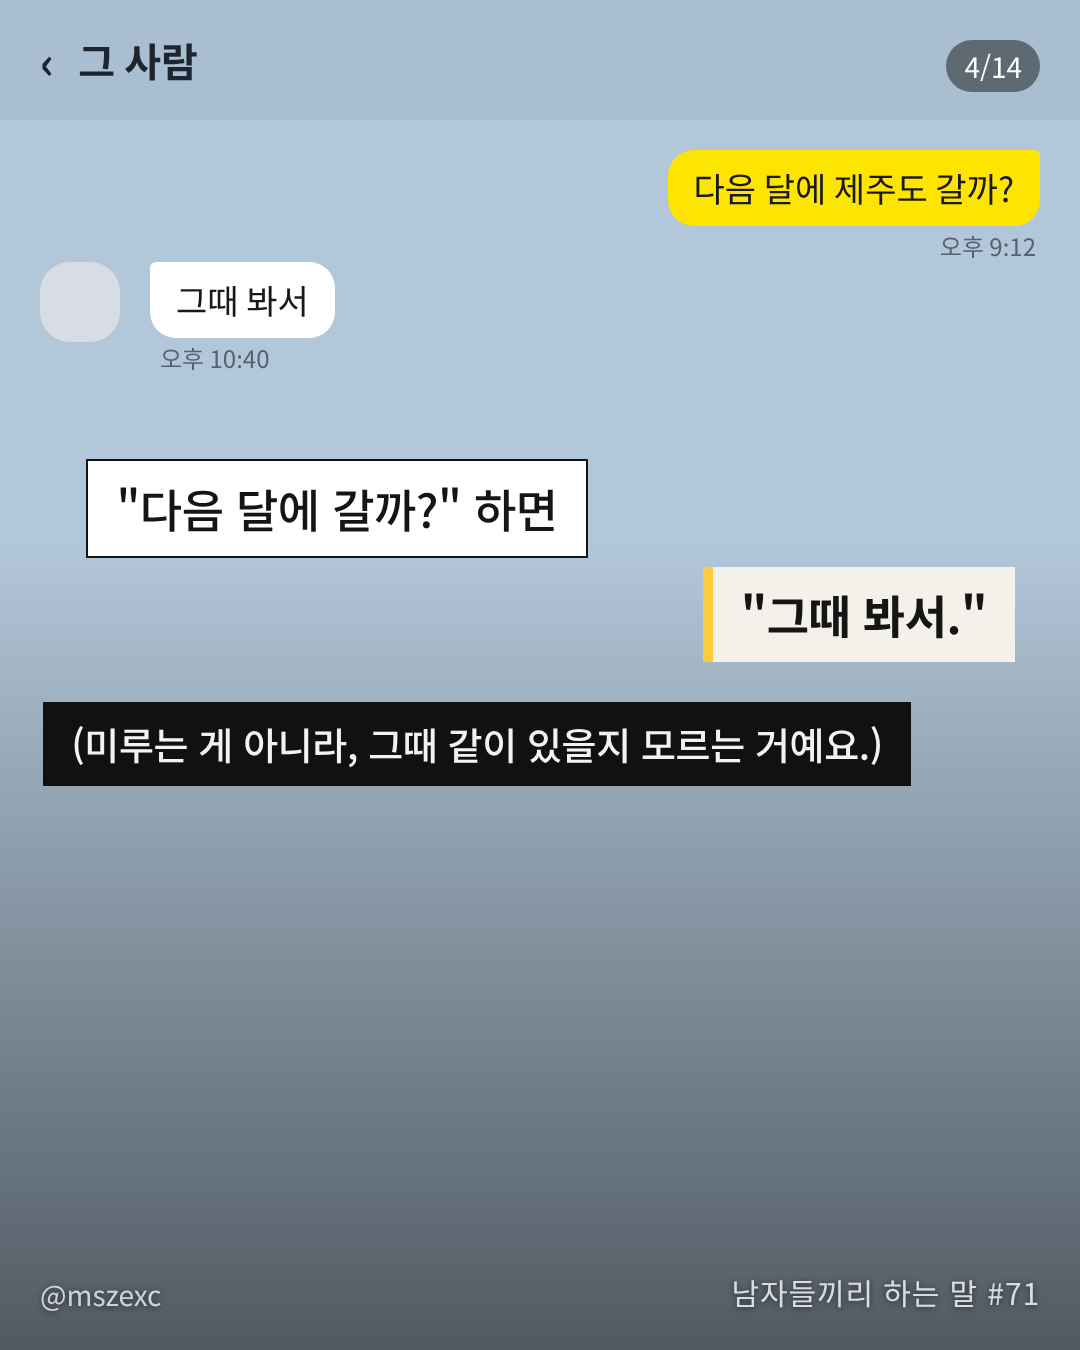 ‹ 그 사람
4/14
다음 달에 제주도 갈까?
오후 9:12
그때 봐서
오후 10:40
"다음 달에 갈까?" 하면
"그때 봐서."
(미루는 게 아니라, 그때 같이 있을지 모르는 거예요.)
@mszexc
남자들끼리 하는 말 #71